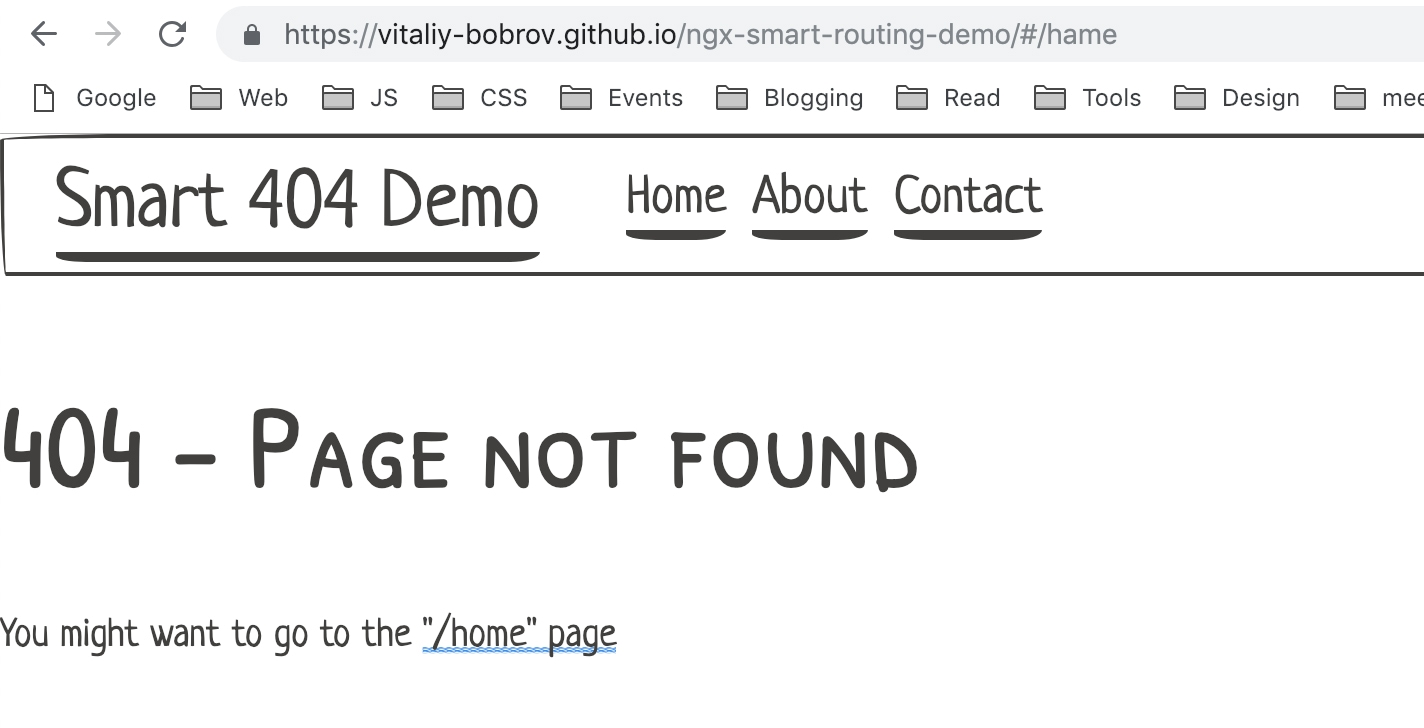 https://vitaliy-bobrov.github.io/ngx-smart-routing-demo/#/hame
Google Web JS CSS Events Blogging Read Tools Design mee
Smart 404 Demo Home About Contact
404 - Page not found
You might want to go to the "/home" page